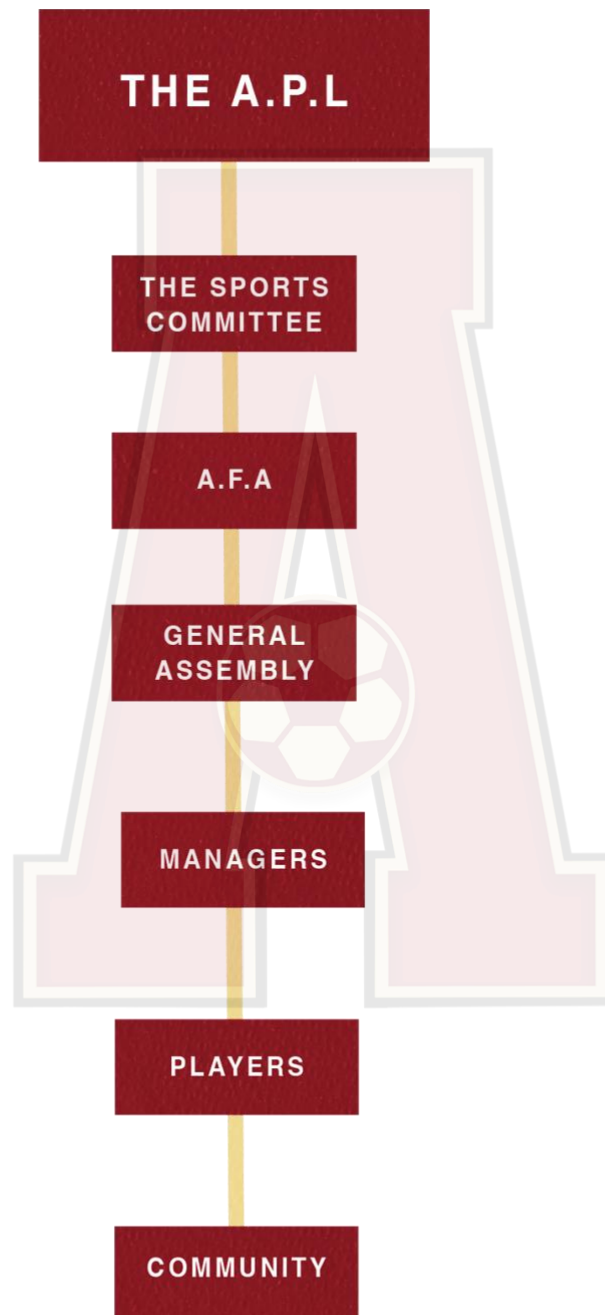 THE A.P.L
THE SPORTS
COMMITTEE
A.F.A
GENERAL
ASSEMBLY
MANAGERS
PLAYERS
COMMUNITY